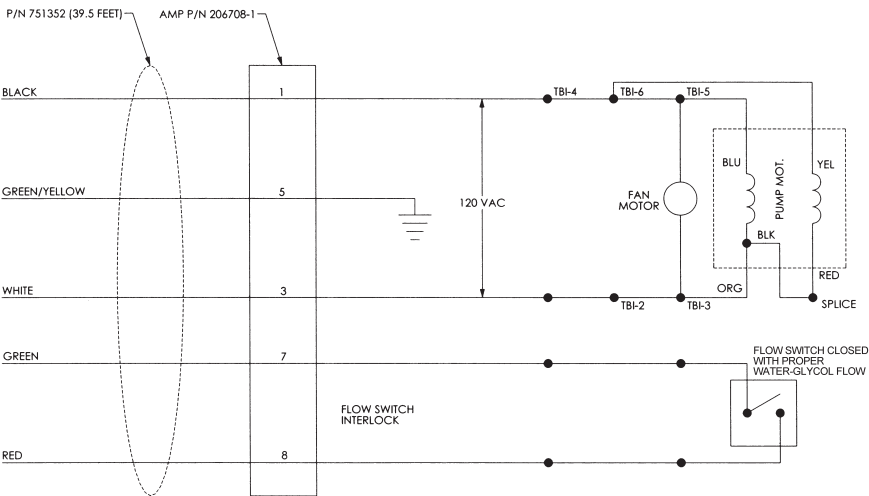 P/N 751352 (39.5 FEET)
AMP P/N 206708-1
BLACK
1
TBI-4
TBI-6
TBI-5
BLU
PUMP MOT.
YEL
GREEN/YELLOW
5
120 VAC
FAN
MOTOR
BLK
RED
ORG
WHITE
3
TBI-2
TBI-3
SPLICE
GREEN
7
FLOW SWITCH CLOSED
WITH PROPER
WATER-GLYCOL FLOW
FLOW SWITCH
INTERLOCK
RED
8